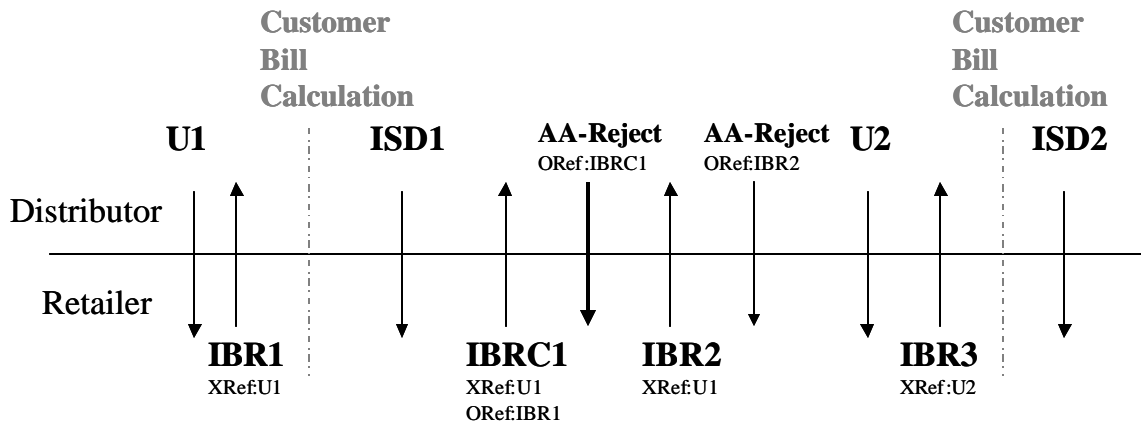 Customer
Bill
Calculation
Customer
Bill
Calculation
U1
ISD1
AA-Reject
ORef:IBRC1
AA-Reject
ORef:IBR2
U2
ISD2
Distributor
Retailer
IBR1
XRef:U1
IBRC1
XRef:U1
ORef:IBR1
IBR2
XRef:U1
IBR3
XRef:U2